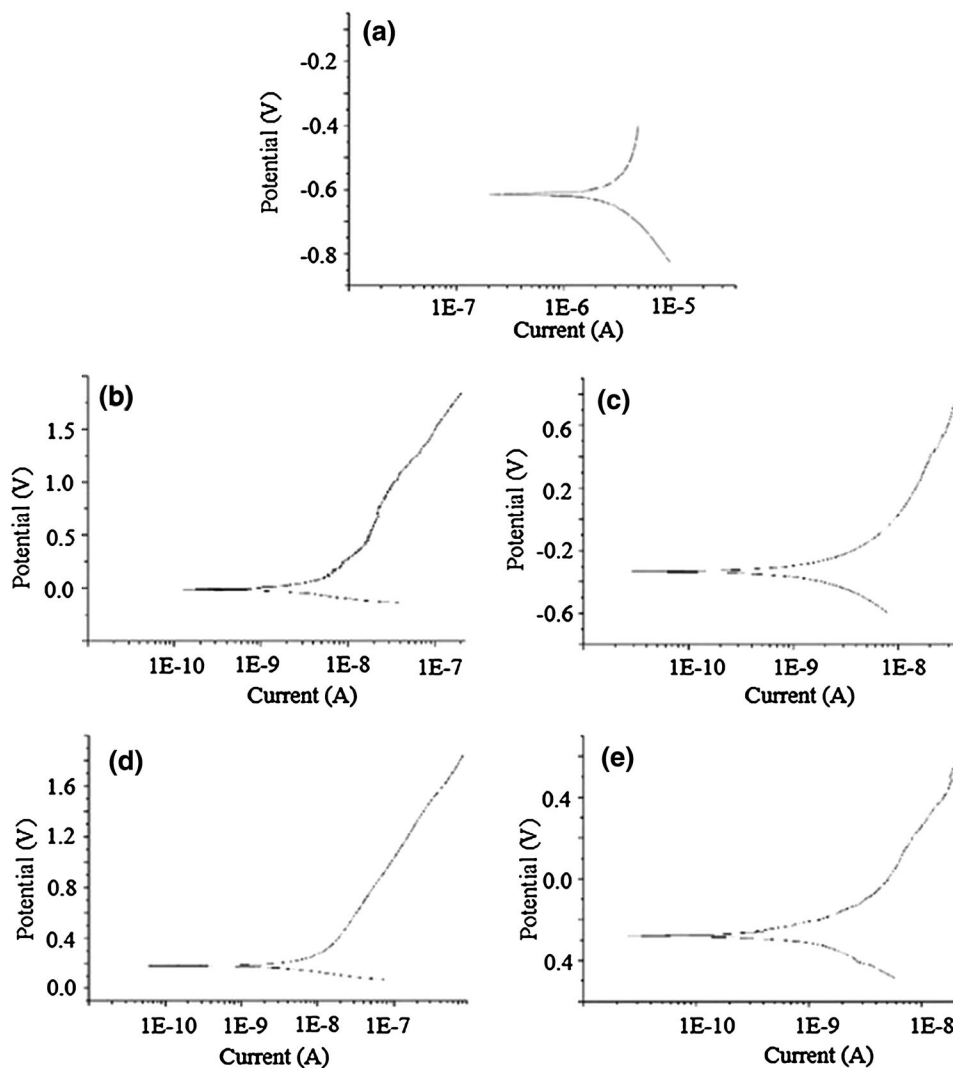 (a)
Potential (V)
-0.2
-0.4
-0.6
-0.8
1E-7 1E-6 1E-5
Current (A)
(b)
Potential (V)
1.5
1.0
0.5
0.0
1E-10 1E-9 1E-8 1E-7
Current (A)
(c)
Potential (V)
0.6
0.2
-0.2
-0.6
1E-10 1E-9 1E-8
Current (A)
(d)
Potential (V)
1.6
1.2
0.8
0.4
0.0
1E-10 1E-9 1E-8 1E-7
Current (A)
(e)
Potential (V)
0.4
0.0
0.4
1E-10 1E-9 1E-8
Current (A)